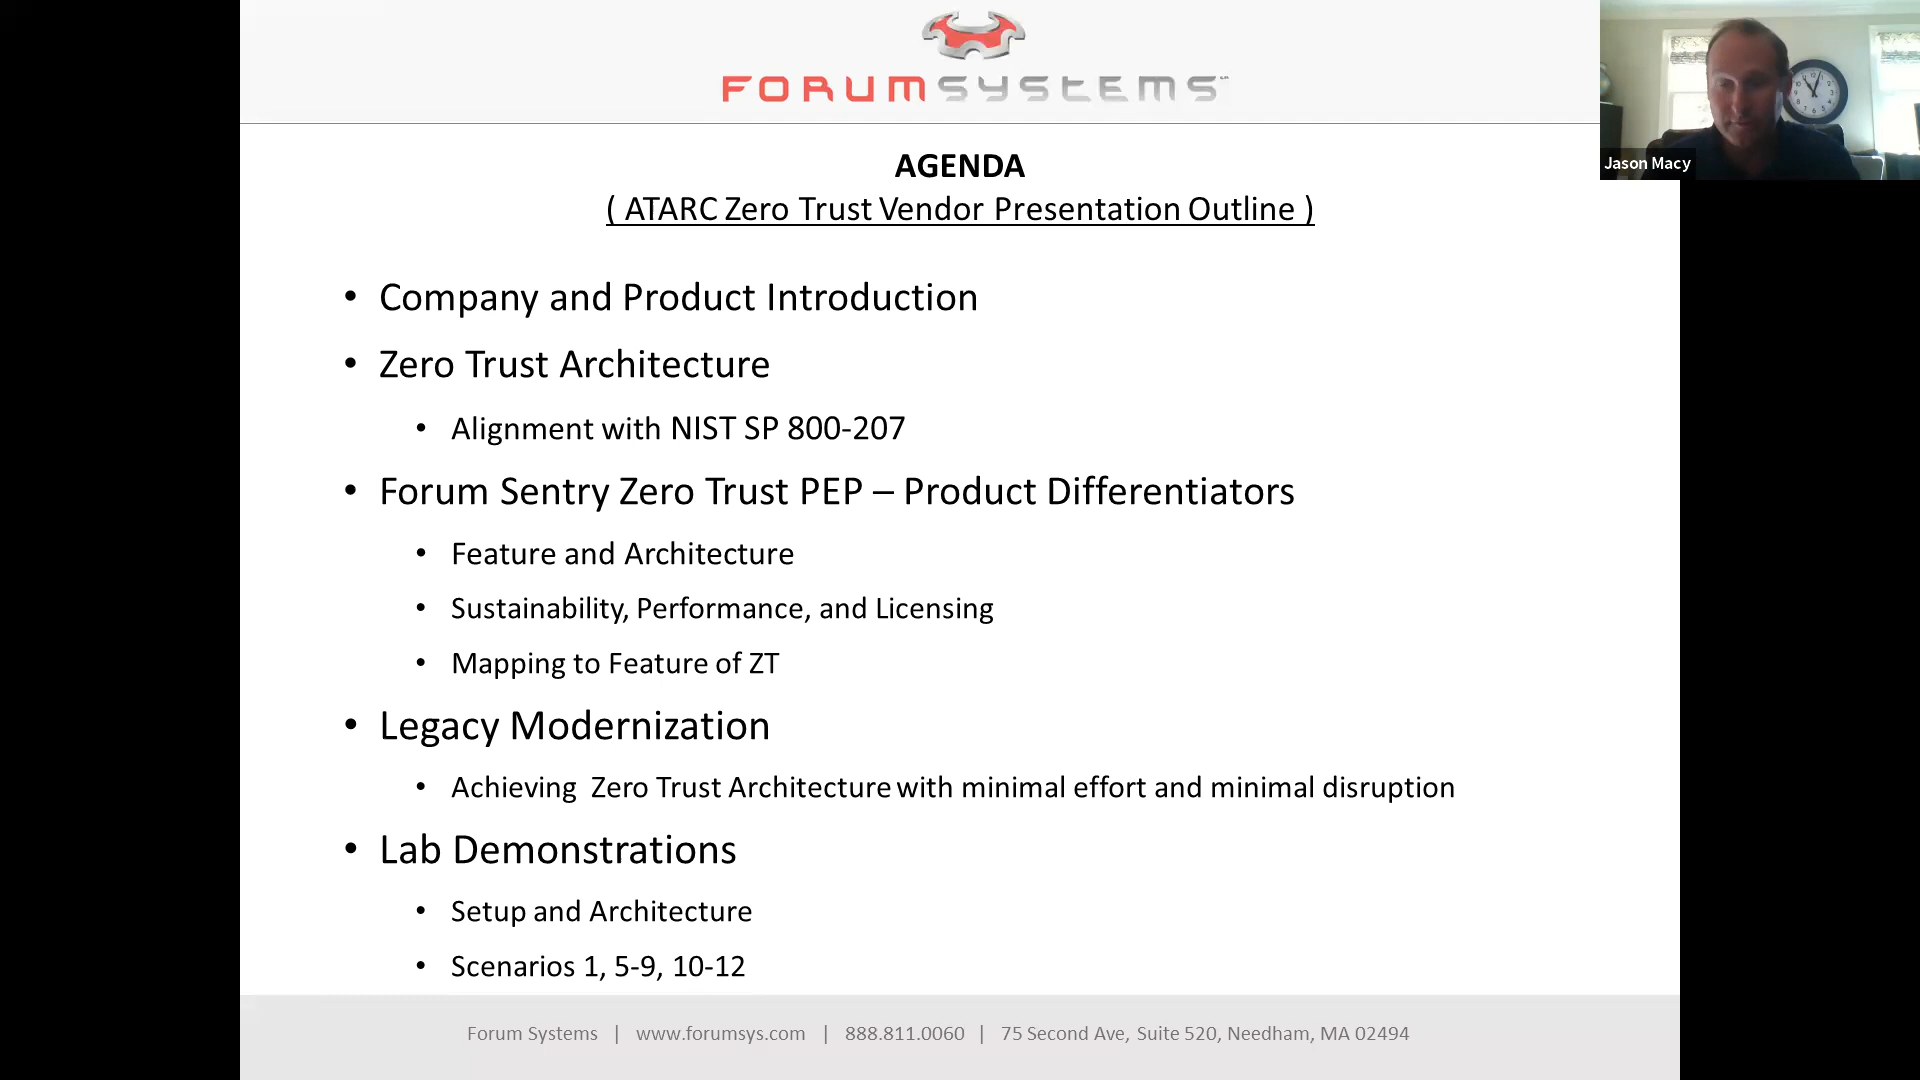 FORUMSYSTEMS
AGENDA
( ATARC Zero Trust Vendor Presentation Outline )
Jason Macy
• Company and Product Introduction
• Zero Trust Architecture
• Alignment with NIST SP 800-207
• Forum Sentry Zero Trust PEP – Product Differentiators
• Feature and Architecture
• Sustainability, Performance, and Licensing
• Mapping to Feature of ZT
• Legacy Modernization
• Achieving Zero Trust Architecture with minimal effort and minimal disruption
• Lab Demonstrations
• Setup and Architecture
• Scenarios 1, 5-9, 10-12
Forum Systems | www.forumsys.com | 888.811.0060 | 75 Second Ave, Suite 520, Needham, MA 02494